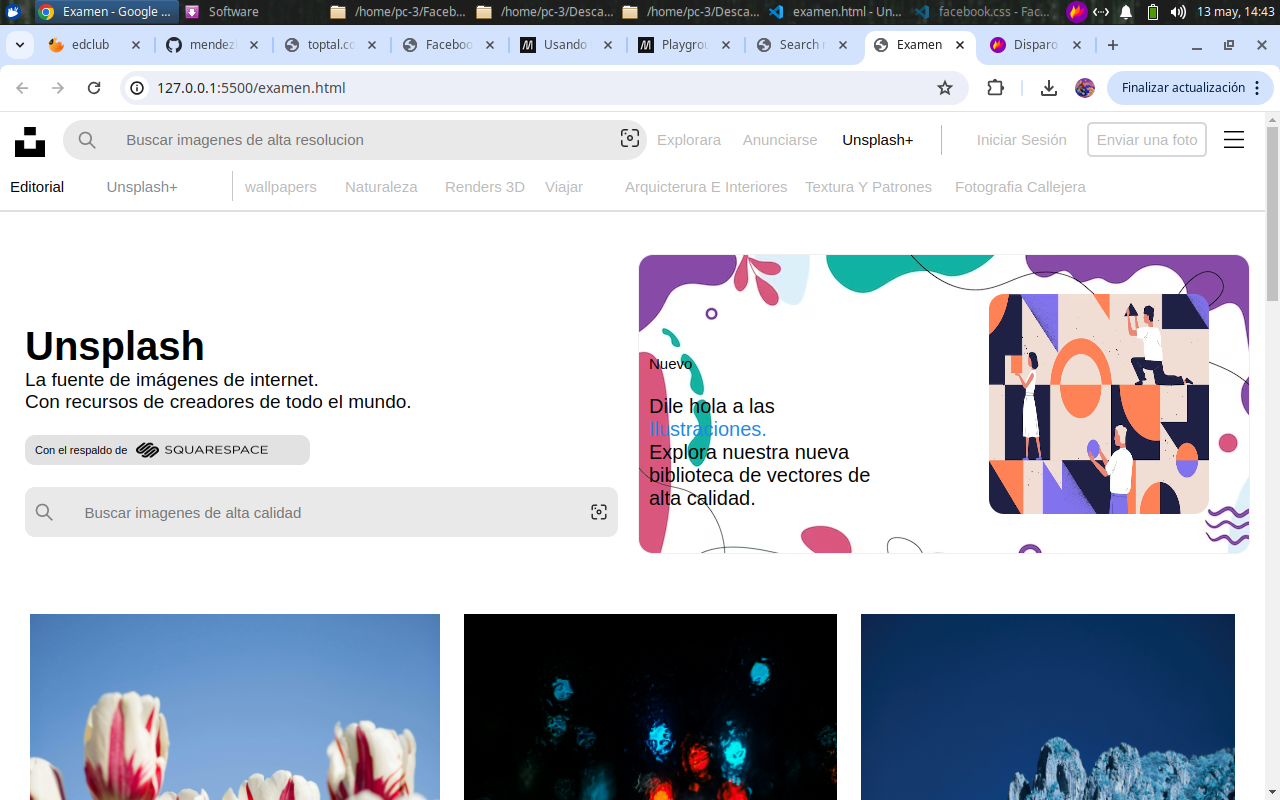 Examen - Google ...
Software
/home/pc-3/Faceb...
/home/pc-3/Desca...
/home/pc-3/Desca...
examen.html - Un...
facebook.css - Fac...
13 may, 14:43
edclub
mendez
toptal.co
Faceboo
Usando
Playgrou
Search r
Examen
Disparo
127.0.0.1:5500/examen.html
Finalizar actualización
Buscar imagenes de alta resolucion
Explorara
Anunciarse
Unsplash+
Iniciar Sesión
Enviar una foto
Editorial
Unsplash+
wallpapers
Naturaleza
Renders 3D
Viajar
Arquicterura E Interiores
Textura Y Patrones
Fotografia Callejera
Unsplash
La fuente de imágenes de internet.
Con recursos de creadores de todo el mundo.
Con el respaldo de
SQUARESPACE
Buscar imagenes de alta calidad
Nuevo
Dile hola a las
Ilustraciones.
Explora nuestra nueva
biblioteca de vectores de
alta calidad.